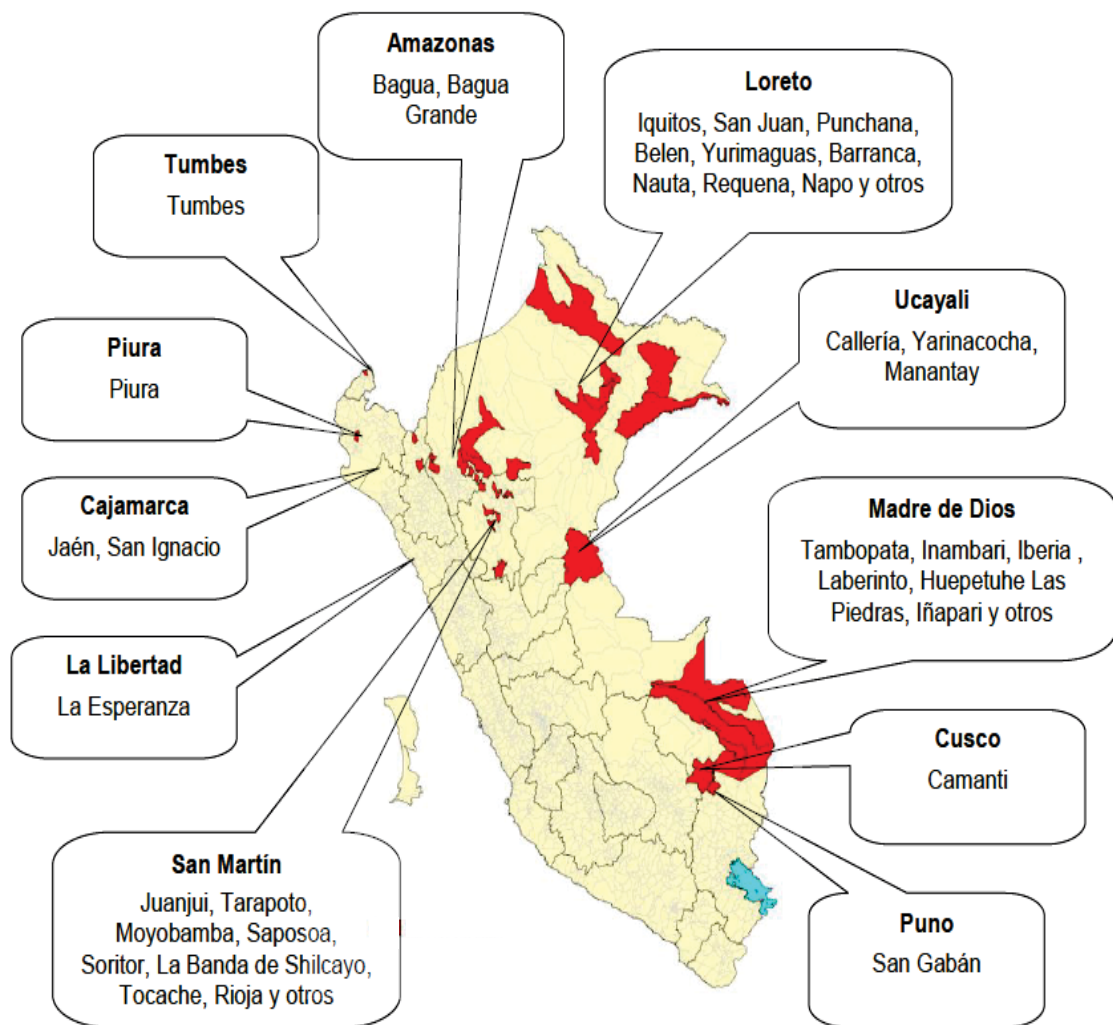 Amazonas
Bagua, Bagua
Grande
Loreto
Iquitos, San Juan, Punchana,
Belen, Yurimaguas, Barranca,
Nauta, Requena, Napo y otros
Tumbes
Tumbes
Ucayali
Callería, Yarinacocha,
Manantay
Piura
Piura
Cajamarca
Jaén, San Ignacio
Madre de Dios
Tambopata, Inambari, Iberia ,
Laberinto, Huepetuhe Las
Piedras, Iñapari y otros
La Libertad
La Esperanza
Cusco
Camanti
San Martín
Juanjui, Tarapoto,
Moyobamba, Saposoa,
Soritor, La Banda de Shilcayo,
Tocache, Rioja y otros
Puno
San Gabán